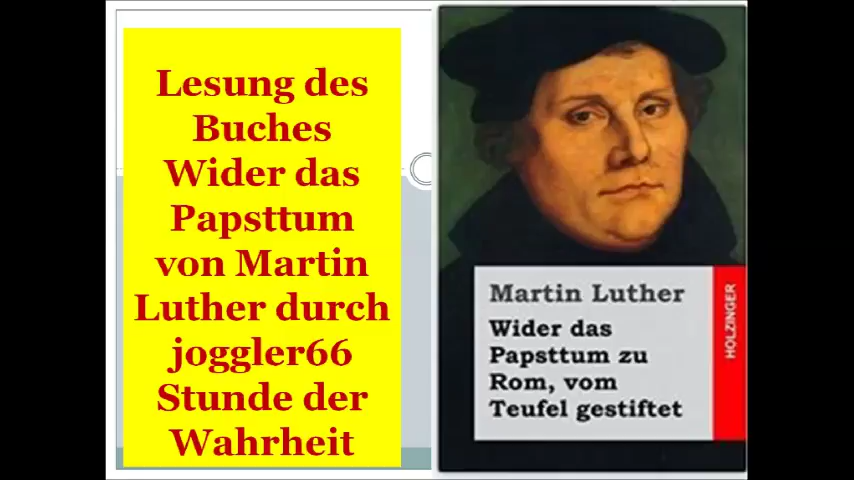 Lesung des
Buches
Wider das
Papsttum
von Martin
Luther durch
joggler66
Stunde der
Wahrheit
Martin Luther
Wider das
Papsttum zu
Rom, vom
Teufel gestiftet
HOLZINGER